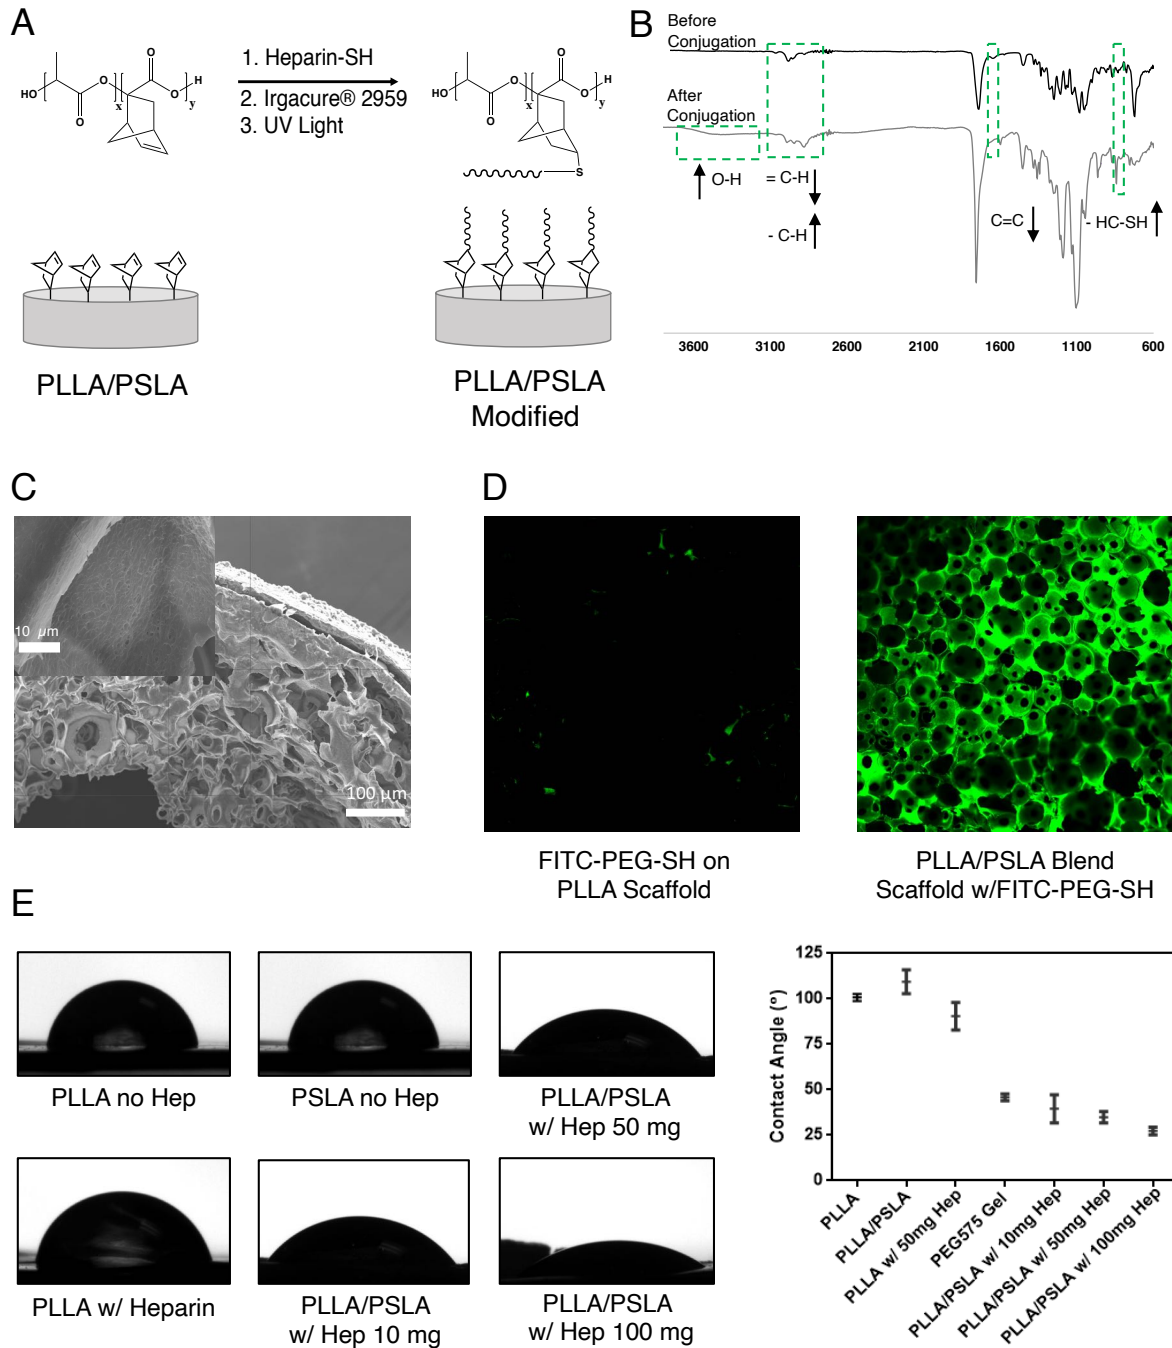 A
O
O
O
O
O
HO
H
x
y
1. Heparin-SH
2. Irgacure® 2959
3. UV Light
O
O
O
O
HO
H
x
y
S
PLLA/PSLA
PLLA/PSLA
Modified
B
Before
Conjugation
After
Conjugation
O-H
= C-H
- C-H
C=C
- HC-SH
3600 3100 2600 2100 1600 1100 600
C
10 µm
100 µm
D
FITC-PEG-SH on
PLLA Scaffold
PLLA/PSLA Blend
Scaffold w/FITC-PEG-SH
E
PLLA no Hep
PSLA no Hep
PLLA/PSLA
w/ Hep 50 mg
PLLA w/ Heparin
PLLA/PSLA
w/ Hep 10 mg
PLLA/PSLA
w/ Hep 100 mg
Contact Angle (º)
125
100
75
50
25
0
PLLA
PLLA/PSLA
PLLA w/ 50mg Hep
PEG575 Gel
PLLA/PSLA w/ 10mg Hep
PLLA/PSLA w/ 50mg Hep
PLLA/PSLA w/ 100mg Hep